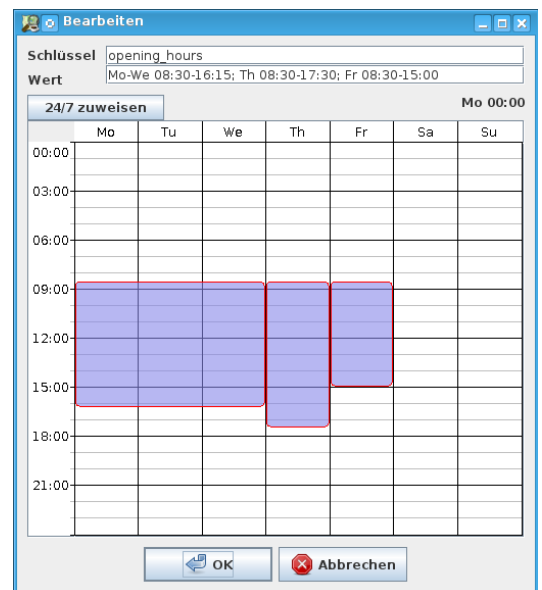 Bearbeiten
Schlüssel opening_hours
Wert Mo-We 08:30-16:15; Th 08:30-17:30; Fr 08:30-15:00
24/7 zuweisen Mo 00:00
Mo Tu We Th Fr Sa Su
00:00
03:00
06:00
09:00
12:00
15:00
18:00
21:00
OK Abbrechen